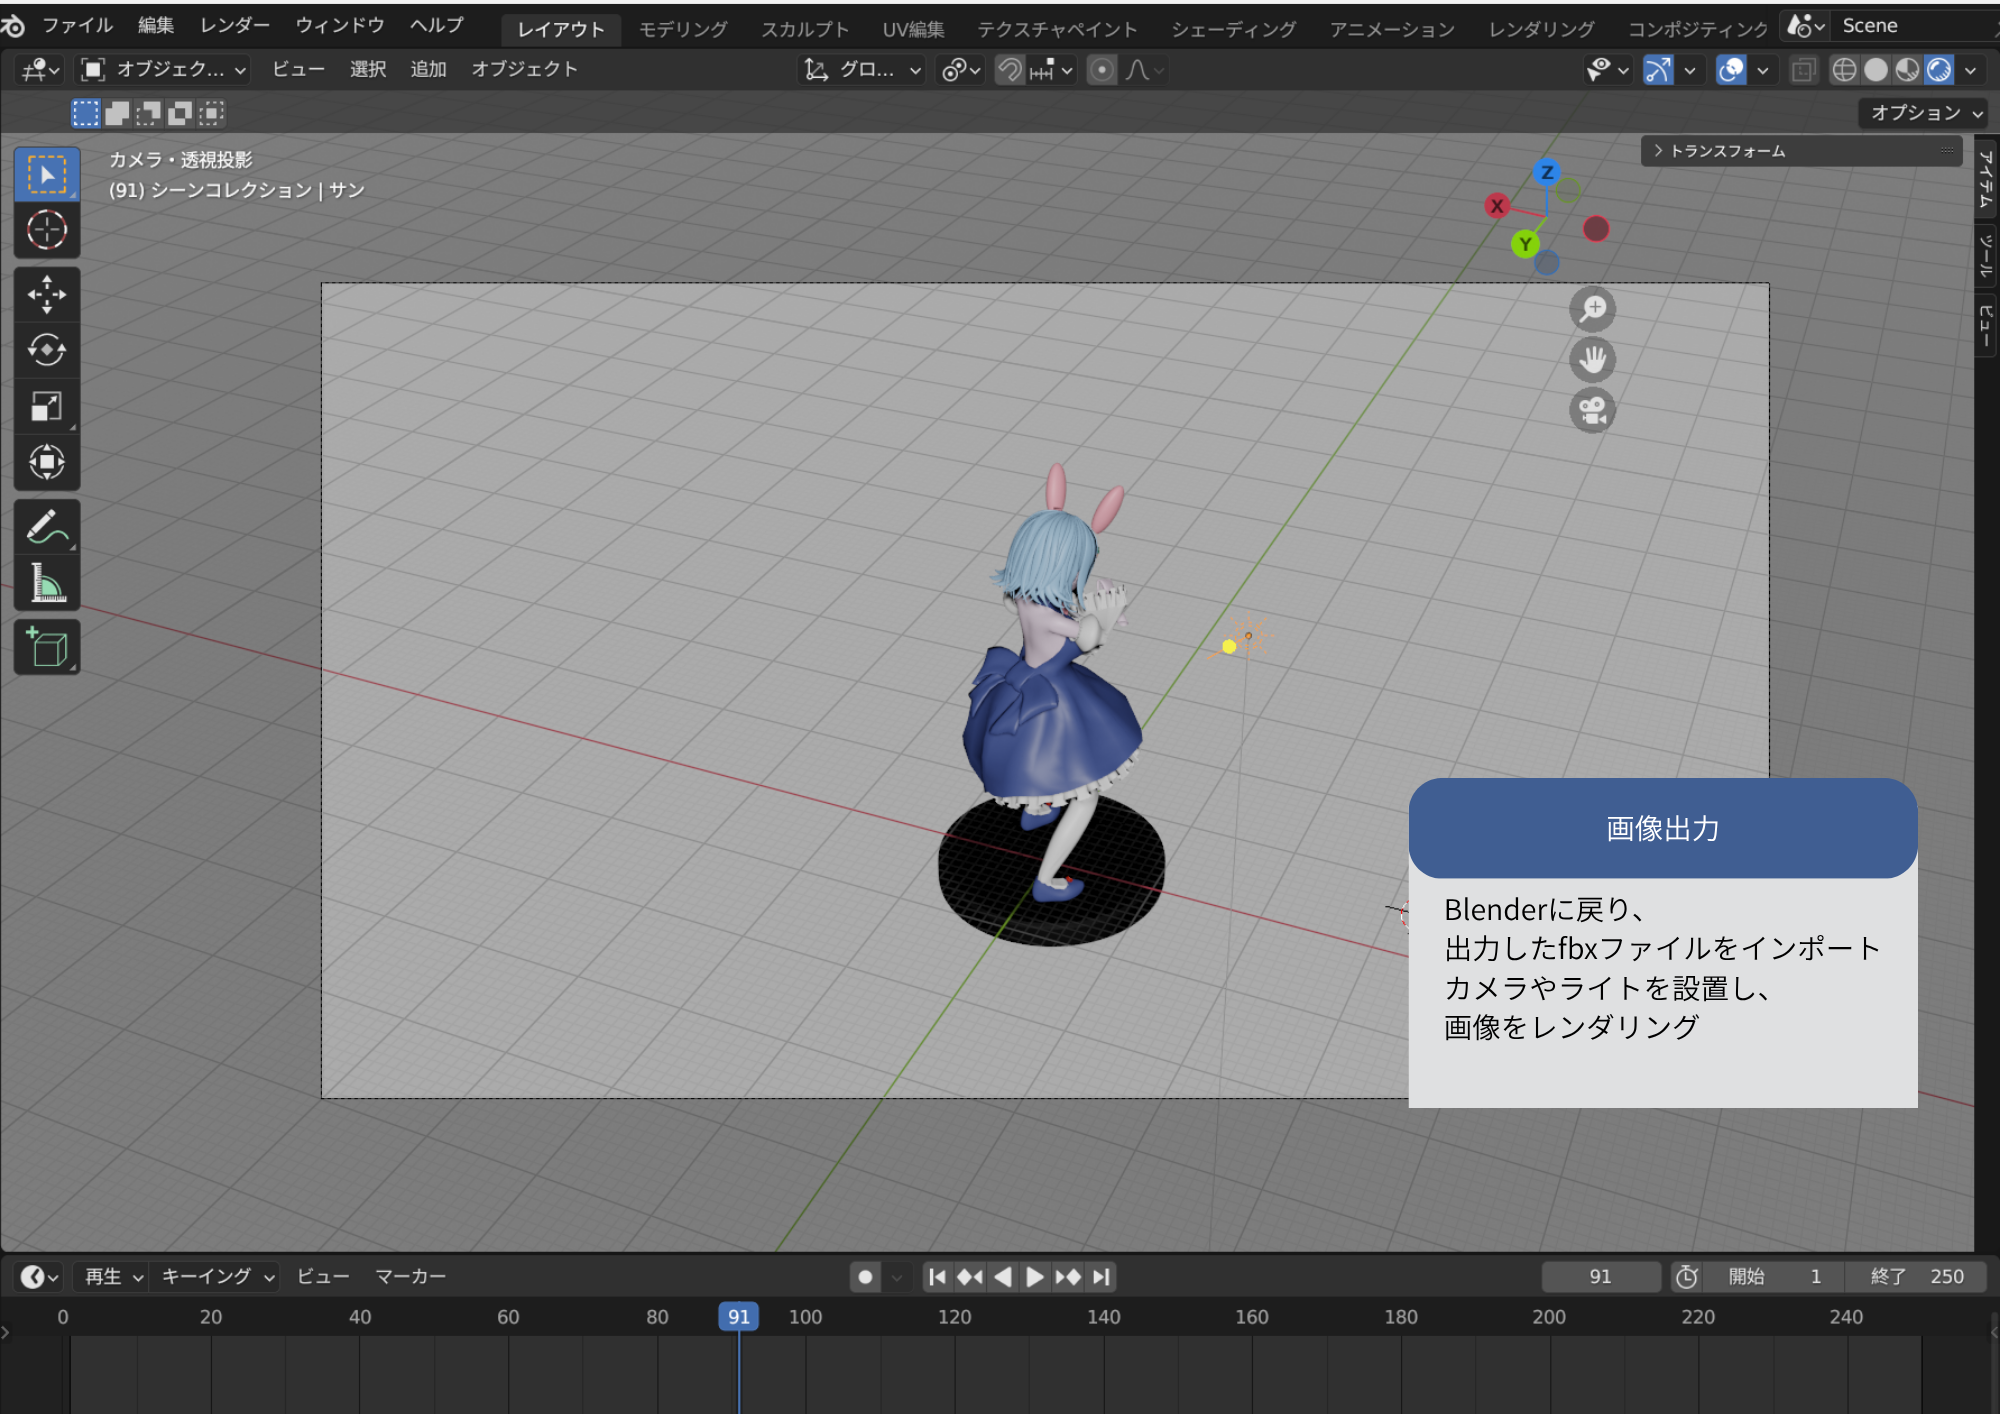 ファイル 編集 レンダー ウィンドウ ヘルプ レイアウト モデリング スカルプト UV編集 テクスチャペイント シェーディング アニメーション レンダリング コンポジティング Scene
オブジェク... ビュー 選択 追加 オブジェクト グロ...
オプション
カメラ・透視投影
(91) シーンコレクション | サン
トランスフォーム
アイテム
ツール
ビュー
Z
X
Y
画像出力
Blenderに戻り、
出力したfbxファイルをインポート
カメラやライトを設置し、
画像をレンダリング
再生 キーイング ビュー マーカー 91 開始 1 終了 250
0 20 40 60 80 91 100 120 140 160 180 200 220 240